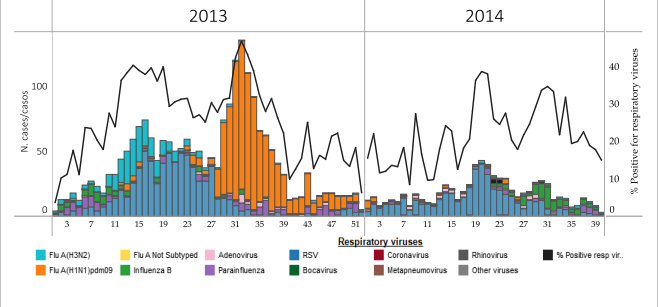 2013 2014
N. cases/casos
100
50
0
40
30
20
10
0
% Positive for respiratory viruses
3 7 11 15 19 23 27 31 35 39 43 47 51 3 7 11 15 19 23 27 31 35 39
Respiratory viruses
Flu A(H3N2) Flu A Not Subtyped Adenovirus RSV Coronavirus Rhinovirus % Positive resp vir..
Flu A(H1N1)pdm09 Influenza B Parainfluenza Bocavirus Metapneumovirus Other viruses